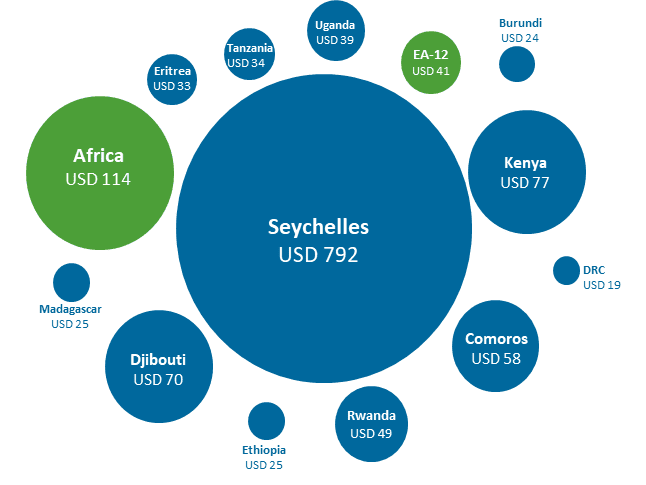 Burundi
USD 24
Uganda
USD 39
Tanzania
USD 34
EA-12
USD 41
Eritrea
USD 33
Africa
USD 114
Kenya
USD 77
Seychelles
USD 792
DRC
USD 19
Madagascar
USD 25
Comoros
USD 58
Djibouti
USD 70
Rwanda
USD 49
Ethiopia
USD 25